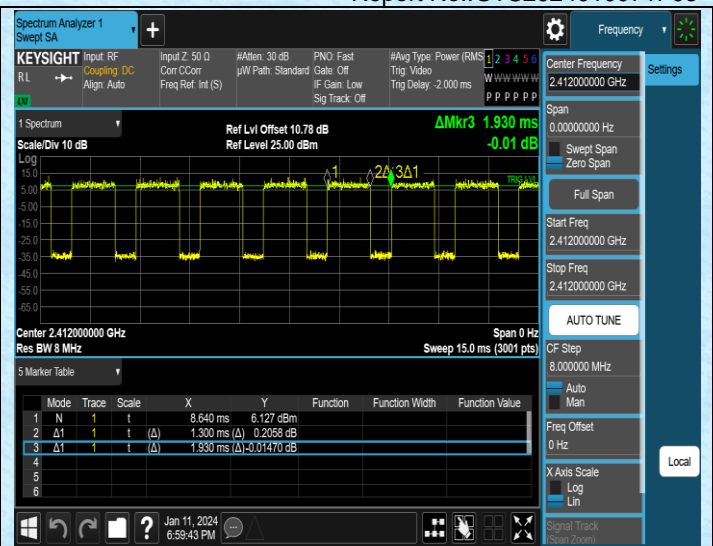 Spectrum Analyzer 1
Swept SA
+
Frequency
KEYSIGHT
RL
LXI
Input: RF
Coupling: DC
Align: Auto
Input Z: 50 Ω
Corr CCorr
Freq Ref: Int (S)
#Atten: 30 dB
µW Path: Standard
PNO: Fast
Gate: Off
IF Gain: Low
Sig Track: Off
#Avg Type: Power (RMS
Trig: Video
Trig Delay: -2.000 ms
1 2 3 4 5 6
W W W W W W
P P P P P P
Center Frequency
2.412000000 GHz
Settings
1 Spectrum
Scale/Div 10 dB
Ref Lvl Offset 10.78 dB
Ref Level 25.00 dBm
ΔMkr3 1.930 ms
-0.01 dB
Log
15.0
5.00
-5.00
-15.0
-25.0
-35.0
-45.0
-55.0
-65.0
1
2Δ
3Δ1
TRIG LVL
Center 2.412000000 GHz
Res BW 8 MHz
Span 0 Hz
Sweep 15.0 ms (3001 pts)
Span
0.00000000 Hz
Swept Span
Zero Span
Full Span
Start Freq
2.412000000 GHz
Stop Freq
2.412000000 GHz
AUTO TUNE
CF Step
8.000000 MHz
Auto
Man
Freq Offset
0 Hz
X Axis Scale
Log
Lin
Signal Track
(Span Zoom)
Local
5 Marker Table
Mode Trace Scale X Y Function Function Width Function Value
1 N 1 t 8.640 ms 6.127 dBm
2 Δ1 1 t (Δ) 1.300 ms (Δ) 0.2058 dB
3 Δ1 1 t (Δ) 1.930 ms (Δ) -0.01470 dB
4
5
6
?
Jan 11, 2024
6:59:43 PM